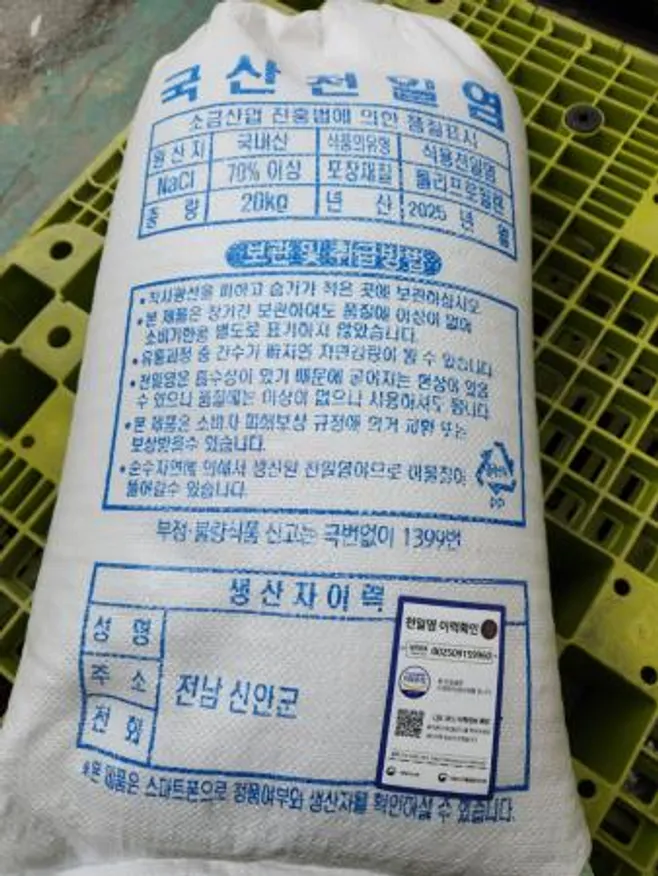 국산천일염
소금산업 진흥법에 의한 품질표시
원산지 국내산 식품의유형 식용천일염
NaCl 70% 이상 포장재질 폴리프로필렌
중 량 20kg 년 산 2025 년 월
보관 및 취급방법
• 직사광선을 피하고 습기가 적은 곳에 보관하십시오
• 본 제품은 장기간 보관하여도 품질에 이상이 없어
소비기한을 별도로 표기하지 않았습니다.
• 유통과정 중 간수가 빠지면 자연감량이 될 수 있습니다.
• 천일염은 흡수성이 있기 때문에 굳어지는 현상이 있을
수 있으나 품질에는 이상이 없으니 사용하셔도 됩니다
• 본 제품은 소비자 피해보상 규정에 의거 교환 또는
보상받을수 있습니다.
• 순수자연에 의해서 생산된 천일염이므로 이물질이
들어갈수 있습니다.
부정·불량식품 신고는 국번없이 1399번
생산자이력
성 명
주 소 전남 신안군
전 화
천일염 이력확인
002509159960
※본 제품은 스마트폰으로 정품여부와 생산자를 확인하실 수 있습니다.